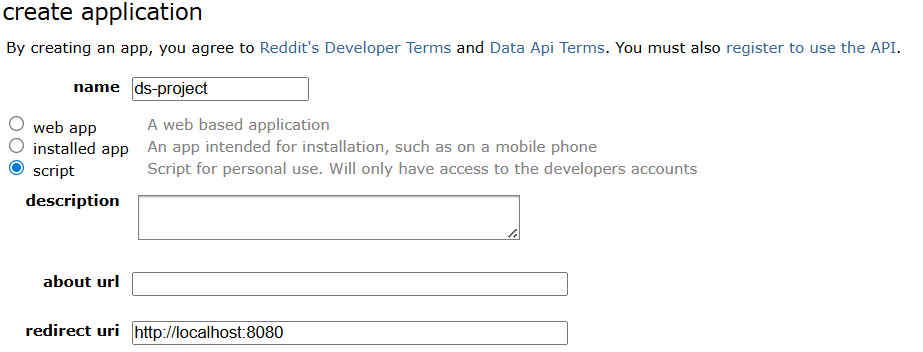 create application
By creating an app, you agree to Reddit's Developer Terms and Data Api Terms. You must also register to use the API.
name ds-project
web app A web based application
installed app An app intended for installation, such as on a mobile phone
script Script for personal use. Will only have access to the developers accounts
description
about url
redirect uri http://localhost:8080